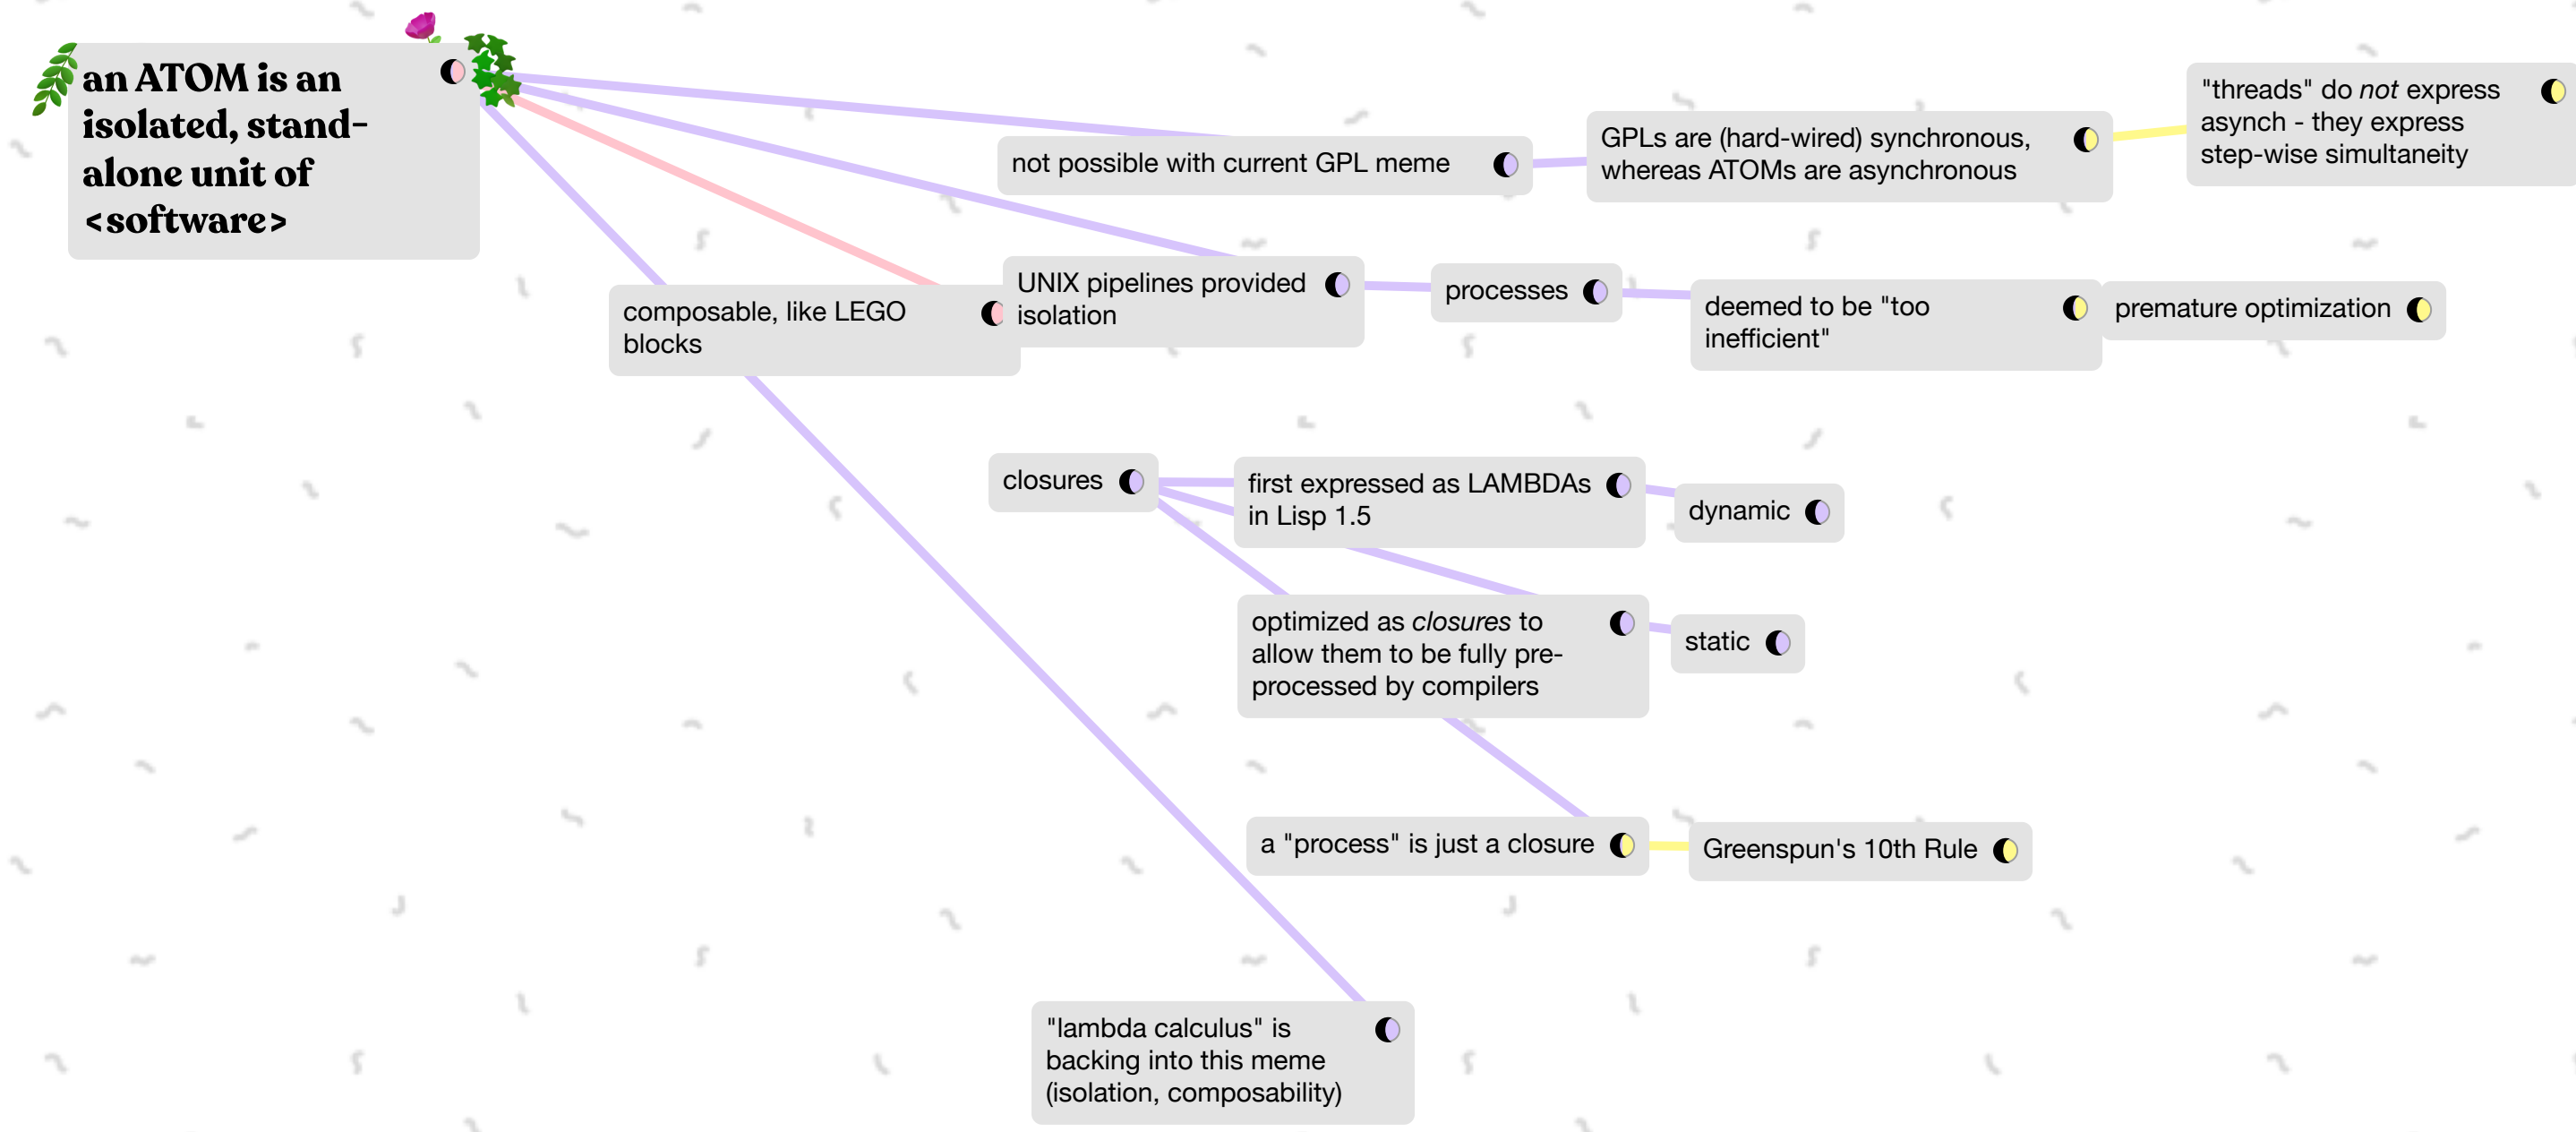 an ATOM is an
isolated, stand-
alone unit of
<software>
not possible with current GPL meme
GPLs are (hard-wired) synchronous,
whereas ATOMs are asynchronous
"threads" do not express
asynch - they express
step-wise simultaneity
composable, like LEGO
blocks
UNIX pipelines provided
isolation
processes
deemed to be "too
inefficient"
premature optimization
closures
first expressed as LAMBDAs
in Lisp 1.5
dynamic
optimized as closures to
allow them to be fully pre-
processed by compilers
static
a "process" is just a closure
Greenspun's 10th Rule
"lambda calculus" is
backing into this meme
(isolation, composability)